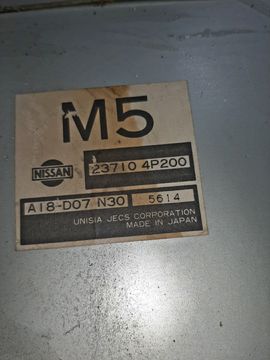 M5
NISSAN 23710 4P200
A18-D07 N30 5614
UNISIA JECS CORPORATION
MADE IN JAPAN